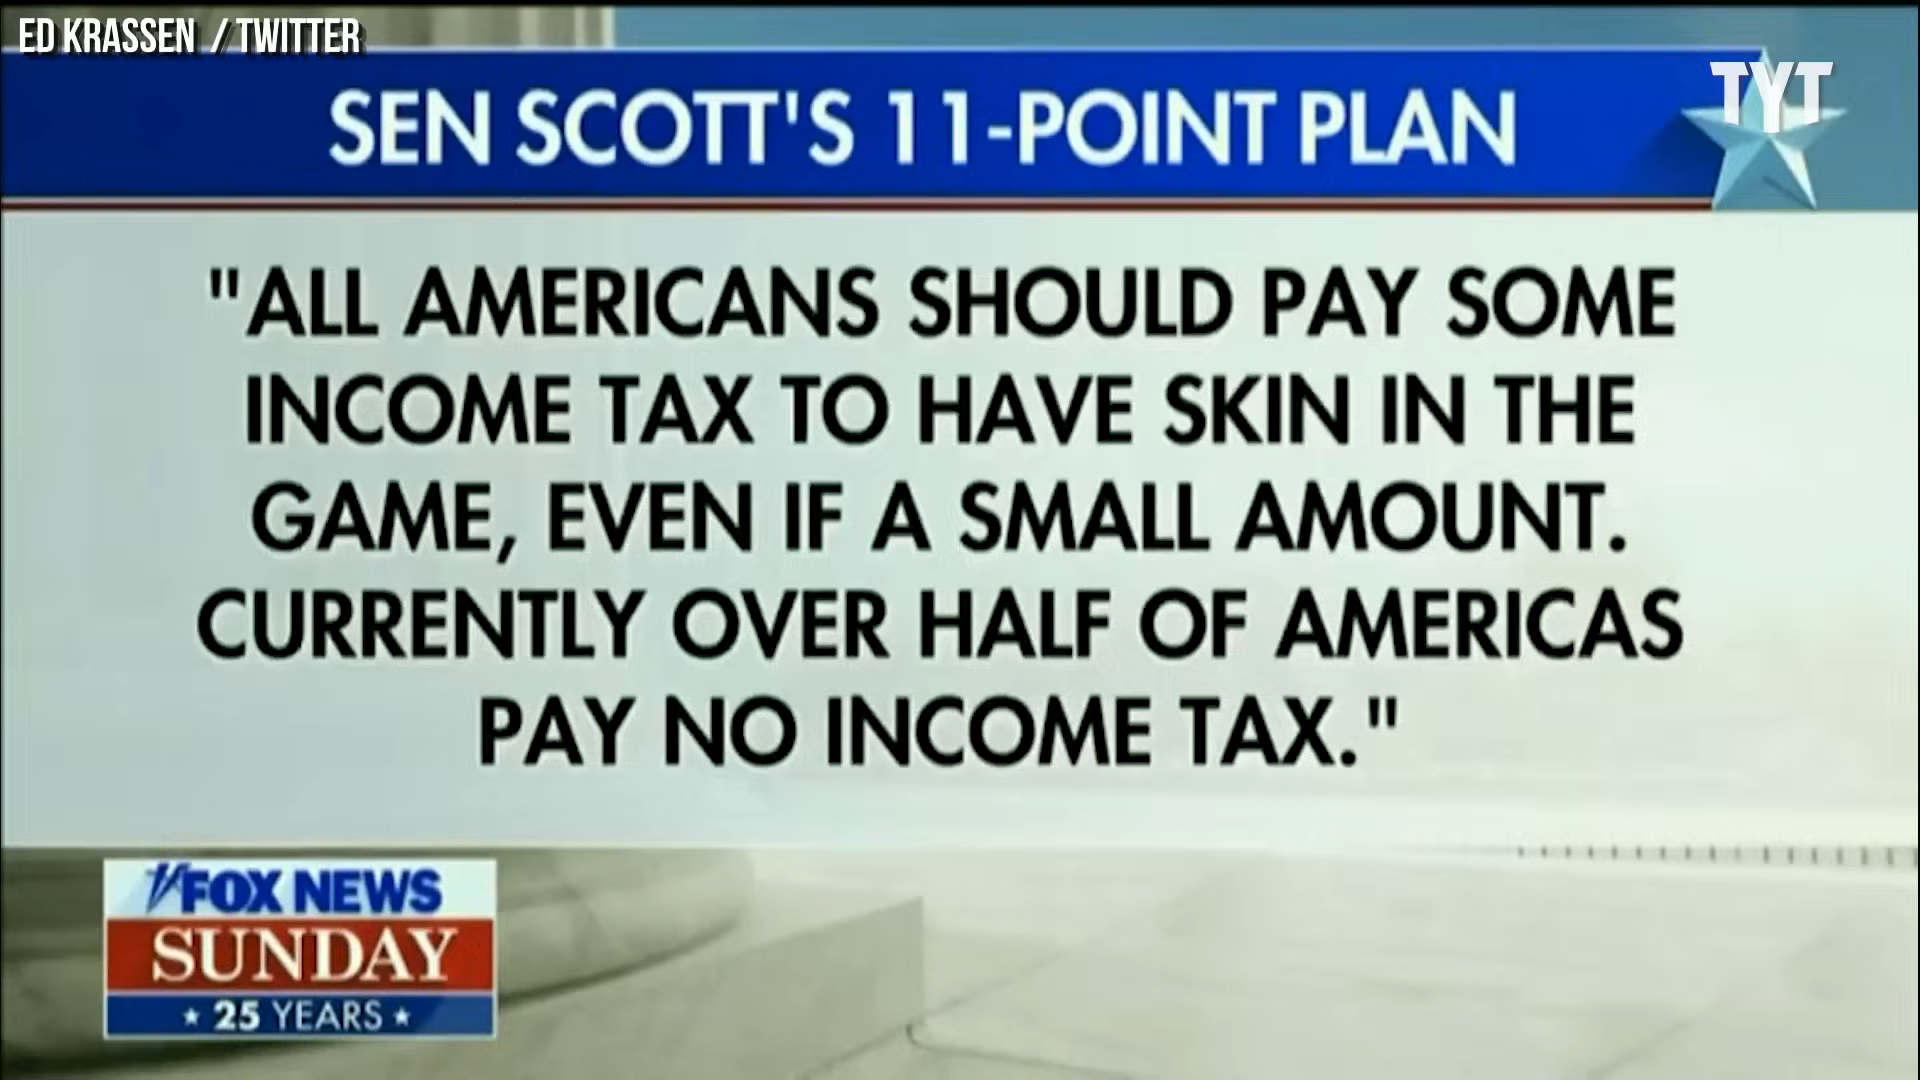 ED KRASSEN / TWITTER
TYT
SEN SCOTT'S 11-POINT PLAN
"ALL AMERICANS SHOULD PAY SOME
INCOME TAX TO HAVE SKIN IN THE
GAME, EVEN IF A SMALL AMOUNT.
CURRENTLY OVER HALF OF AMERICAS
PAY NO INCOME TAX."
FOX NEWS
SUNDAY
★ 25 YEARS ★